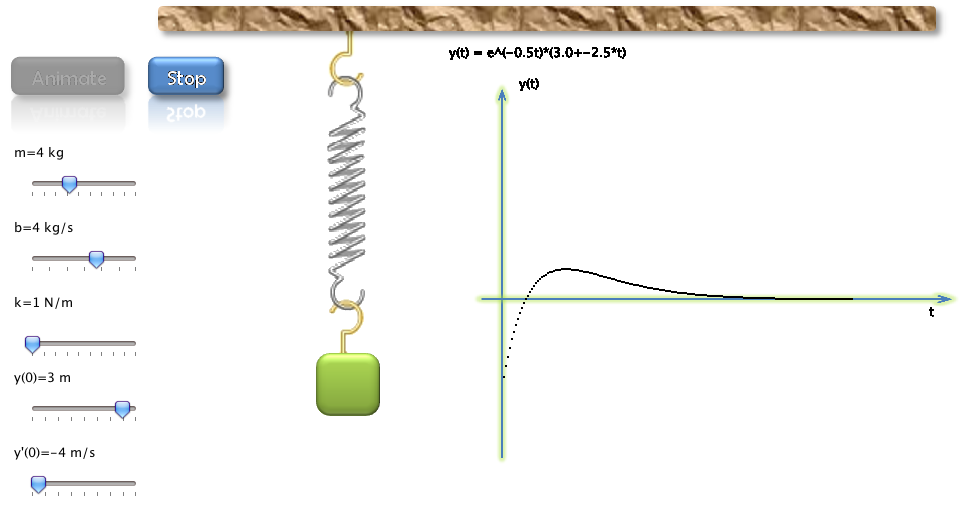 y(t) = e^(-0.5t)*(3.0+-2.5*t)
Animate
Stop
y(t)
m=4 kg
b=4 kg/s
k=1 N/m
t
y(0)=3 m
y'(0)=-4 m/s